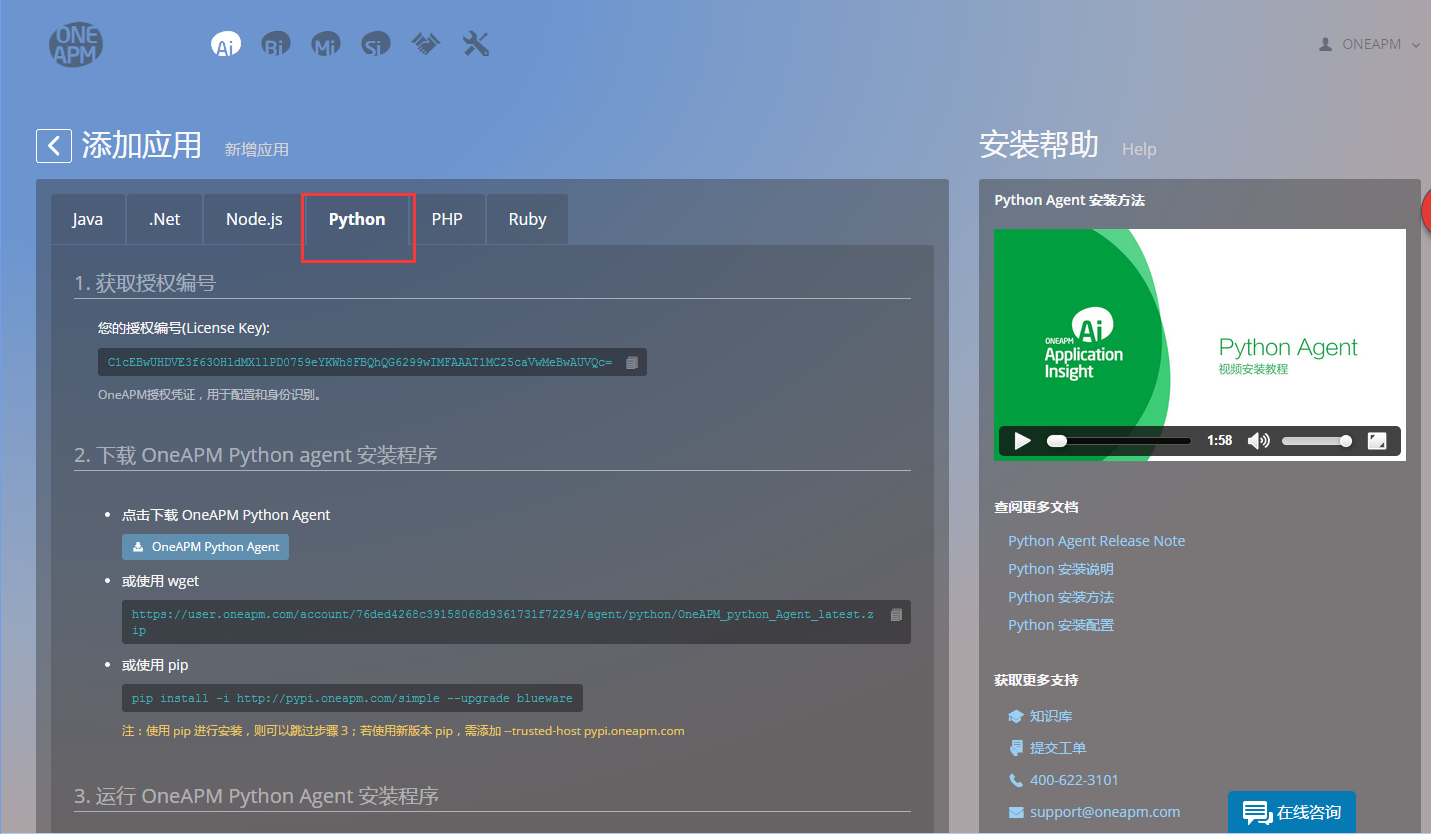 ONE
APM
Ai
Bi
Mi
Si
ONEAPM
添加应用 新增应用
Java
.Net
Node.js
Python
PHP
Ruby
1. 获取授权编号
您的授权编号(License Key):
C1cEBwUHDVE3f63OHldMXl1PD0759eYKWh8FBQhQG6299wIMFAAAT1MC25caVwMeBwAUVQc=
OneAPM授权凭证，用于配置和身份识别。
2. 下载 OneAPM Python agent 安装程序
• 点击下载 OneAPM Python Agent
OneAPM Python Agent
• 或使用 wget
https://user.oneapm.com/account/76ded4268c39158068d9361731f72294/agent/python/OneAPM_python_Agent_latest.z
ip
• 或使用 pip
pip install -i http://pypi.oneapm.com/simple --upgrade blueware
注：使用 pip 进行安装，则可以跳过步骤 3；若使用新版本 pip，需添加 --trusted-host pypi.oneapm.com
3. 运行 OneAPM Python Agent 安装程序
安装帮助 Help
Python Agent 安装方法
Ai
ONEAPM
Application
Insight
Python Agent
视频安装教程
1:58
查阅更多文档
Python Agent Release Note
Python 安装说明
Python 安装方法
Python 安装配置
获取更多支持
知识库
提交工单
400-622-3101
support@oneapm.com
在线咨询